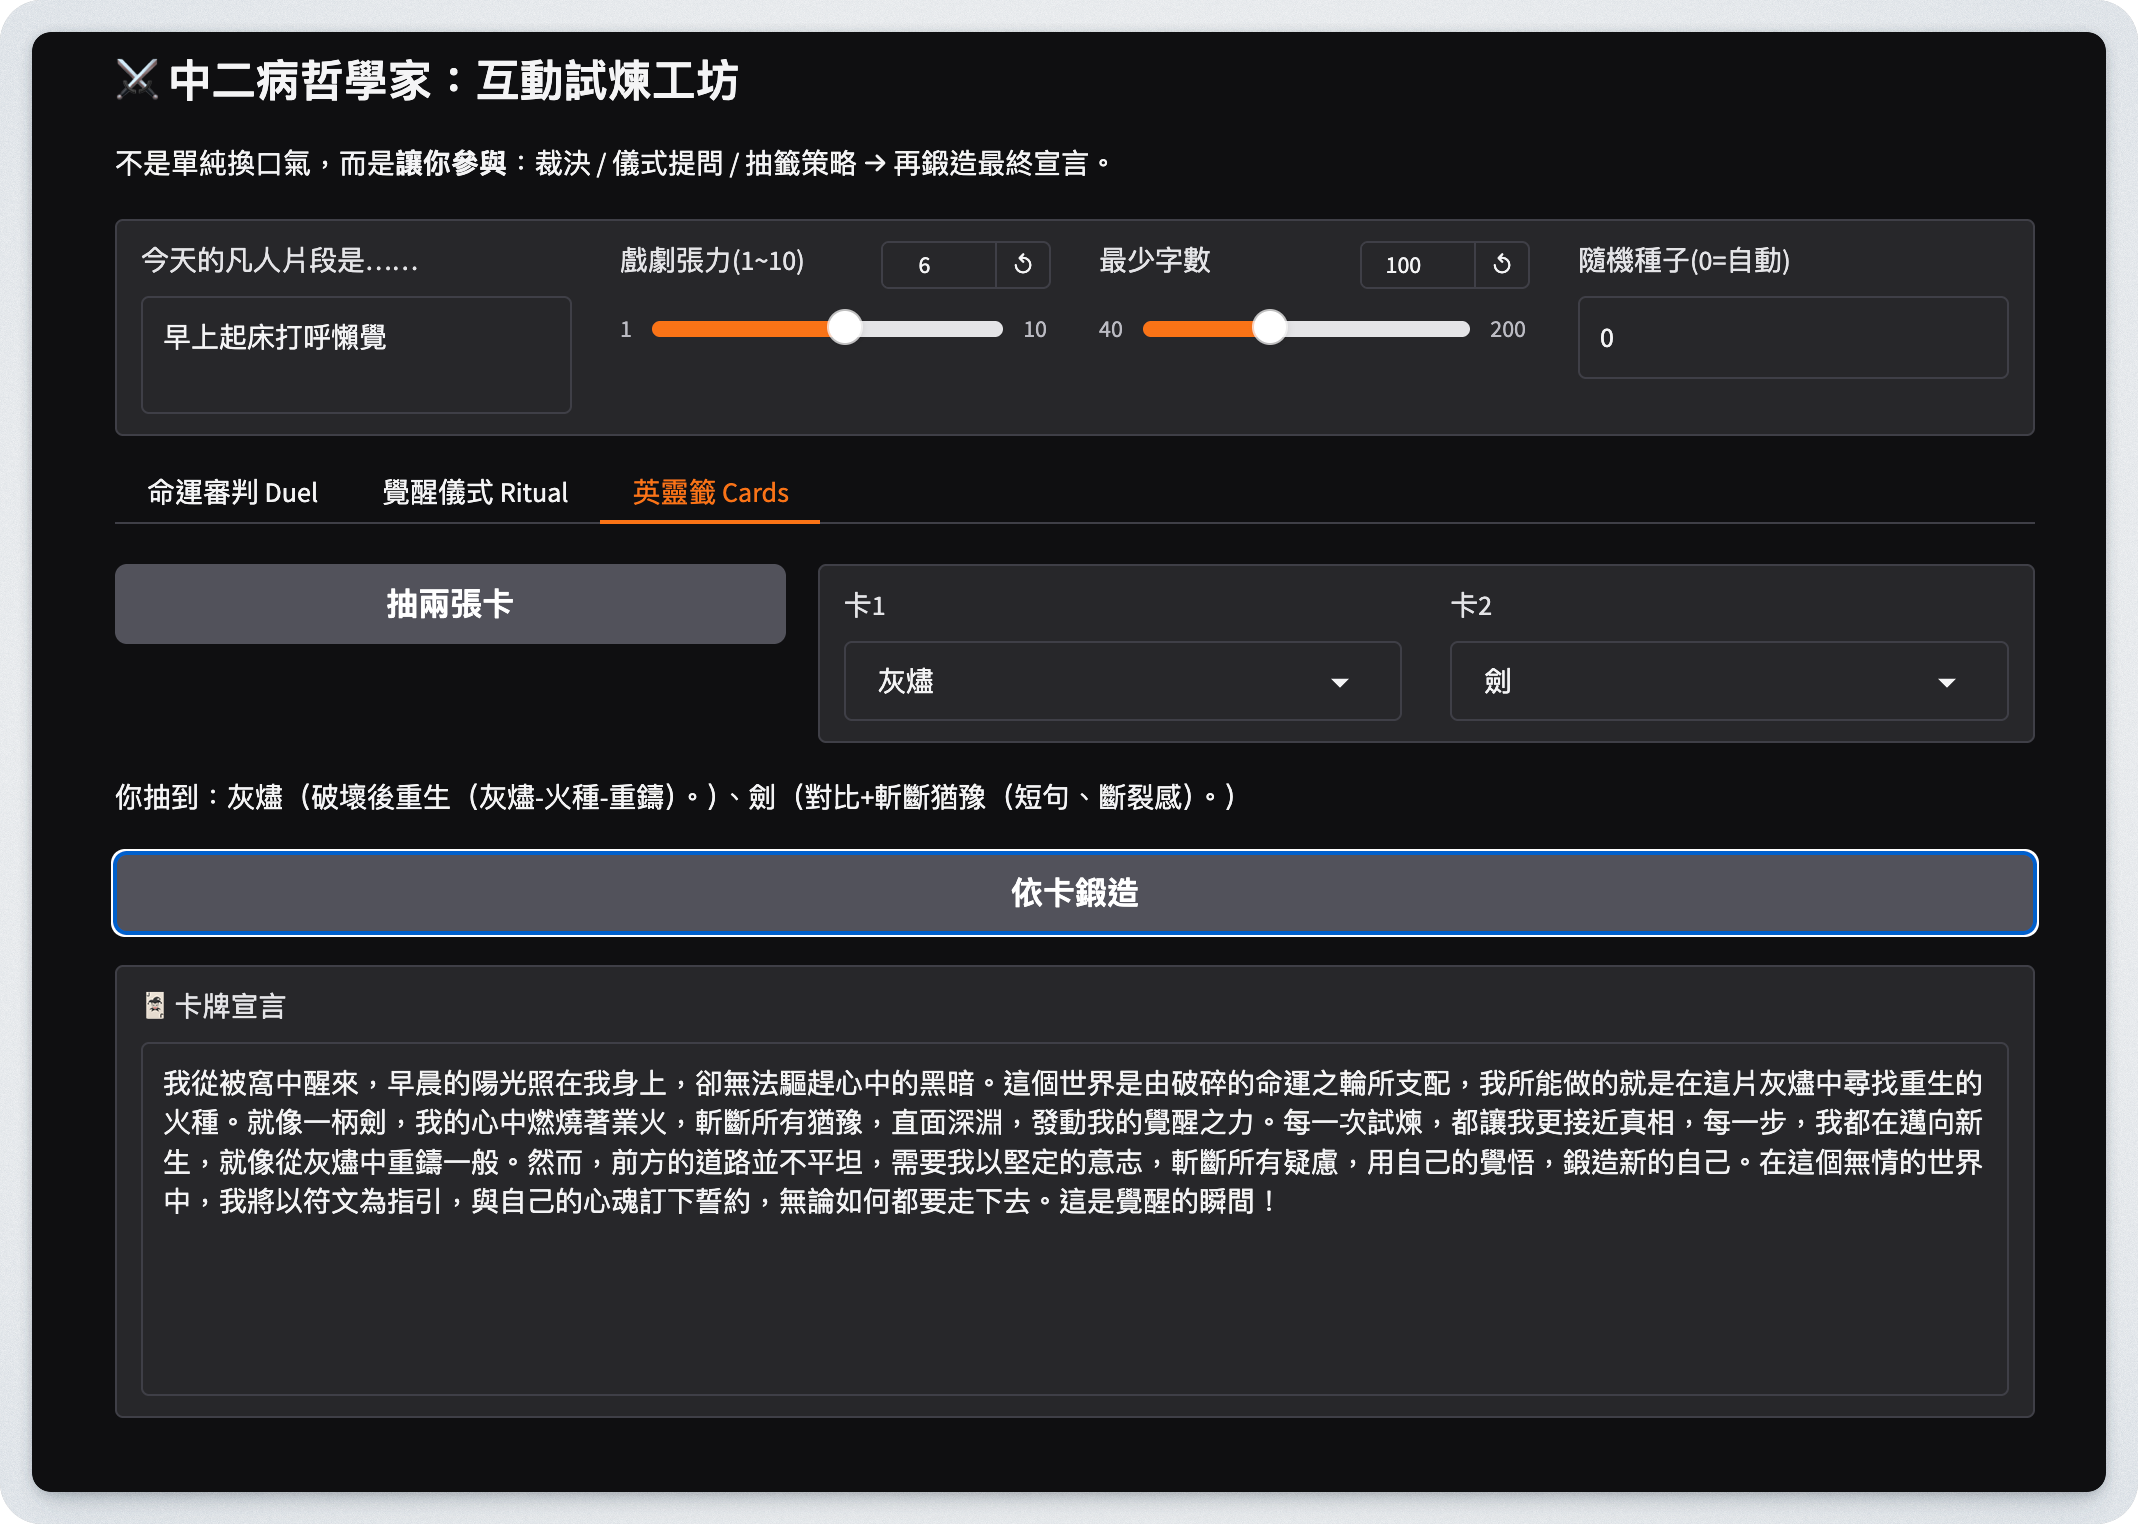 ⚔️ 中二病哲學家：互動試煉工坊
不是單純換口氣，而是讓你參與：裁決 / 儀式提問 / 抽籤策略 → 再鍛造最終宣言。
今天的凡人片段是……
早上起床打呼懶覺
戲劇張力(1~10)
6
1
10
最少字數
100
40
200
隨機種子(0=自動)
0
命運審判 Duel
覺醒儀式 Ritual
英靈籤 Cards
抽兩張卡
卡1
灰燼
卡2
劍
你抽到：灰燼（破壞後重生（灰燼-火種-重鑄）。）、劍（對比+斬斷猶豫（短句、斷裂感）。）
依卡鍛造
🃏 卡牌宣言
我從被窩中醒來，早晨的陽光照在我身上，卻無法驅趕心中的黑暗。這個世界是由破碎的命運之輪所支配，我所能做的就是在這片灰燼中尋找重生的
火種。就像一柄劍，我的心中燃燒著業火，斬斷所有猶豫，直面深淵，發動我的覺醒之力。每一次試煉，都讓我更接近真相，每一步，我都在邁向新
生，就像從灰燼中重鑄一般。然而，前方的道路並不平坦，需要我以堅定的意志，斬斷所有疑慮，用自己的覺悟，鍛造新的自己。在這個無情的世界
中，我將以符文為指引，與自己的心魂訂下誓約，無論如何都要走下去。這是覺醒的瞬間！